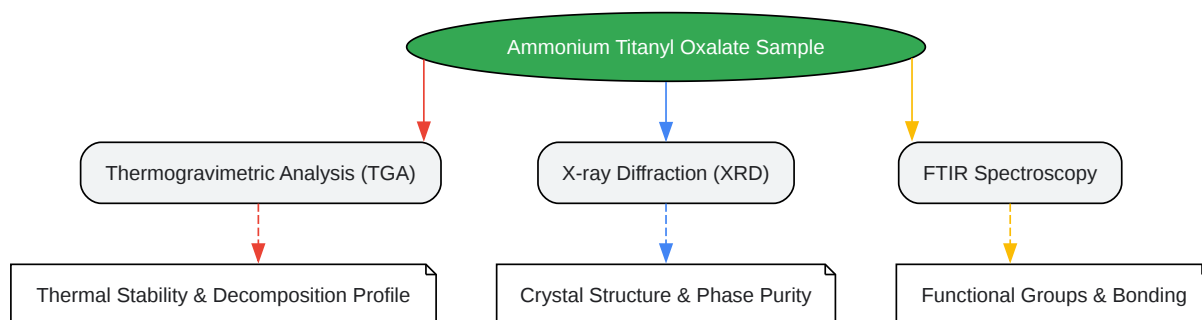 Ammonium Titanyl Oxalate Sample
Thermogravimetric Analysis (TGA)
X-ray Diffraction (XRD)
FTIR Spectroscopy
Thermal Stability & Decomposition Profile
Crystal Structure & Phase Purity
Functional Groups & Bonding